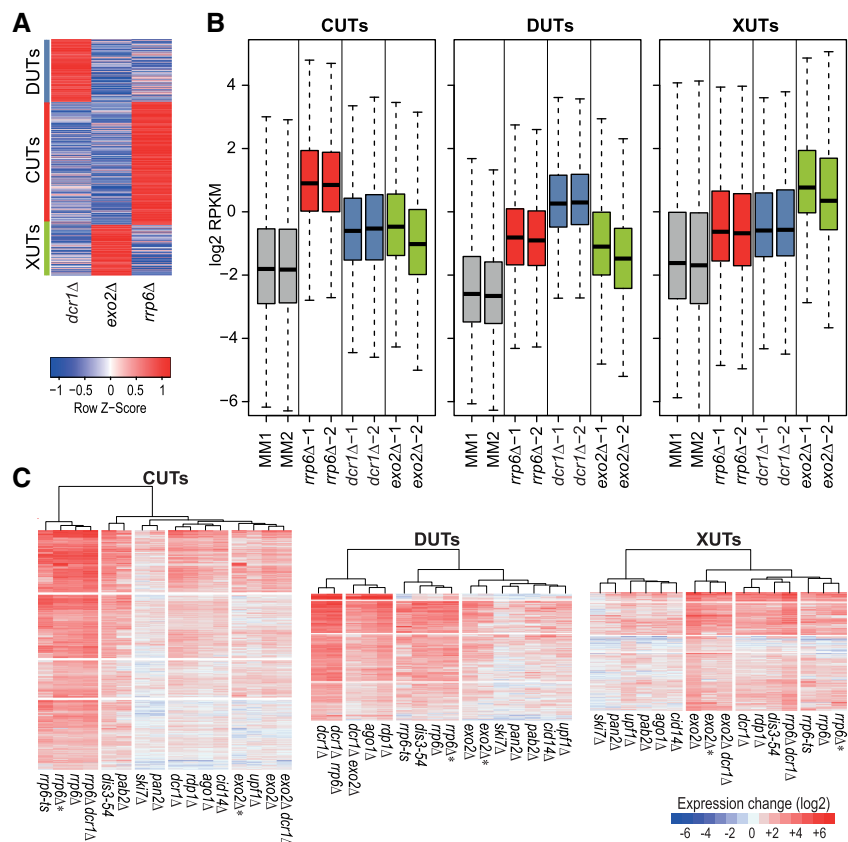 A
DUTs
CUTs
XUTs
dcr1Δ
exo2Δ
rrp6Δ
−1 −0.5 0 0.5 1
Row Z−Score
B
CUTs
DUTs
XUTs
log2 RPKM
4
2
0
−2
−4
−6
MM1
MM2
rrp6Δ−1
rrp6Δ−2
dcr1Δ−1
dcr1Δ−2
exo2Δ−1
exo2Δ−2
MM1
MM2
rrp6Δ−1
rrp6Δ−2
dcr1Δ−1
dcr1Δ−2
exo2Δ−1
exo2Δ−2
MM1
MM2
rrp6Δ−1
rrp6Δ−2
dcr1Δ−1
dcr1Δ−2
exo2Δ−1
exo2Δ−2
C
CUTs
rrp6-ts
rrp6Δ*
rrp6Δ
rrp6Δ dcr1Δ
dis3-54
pab2Δ
ski7Δ
pan2Δ
dcr1Δ
rdp1Δ
ago1Δ
cid14Δ
exo2Δ*
upf1Δ
exo2Δ
exo2Δ dcr1Δ
DUTs
dcr1Δ
dcr1Δ rrp6Δ
dcr1Δ exo2Δ
ago1Δ
rdp1Δ
rrp6-ts
dis3-54
rrp6Δ
rrp6Δ*
exo2Δ
exo2Δ*
ski7Δ
pan2Δ
pab2Δ
cid14Δ
upf1Δ
XUTs
ski7Δ
pan2Δ
upf1Δ
pab2Δ
ago1Δ
cid14Δ
exo2Δ
exo2Δ*
exo2Δ dcr1Δ
dcr1Δ
rdp1Δ
dis3-54
rrp6Δ dcr1Δ
rrp6-ts
rrp6Δ
rrp6Δ*
Expression change (log2)
-6 -4 -2 0 +2 +4 +6